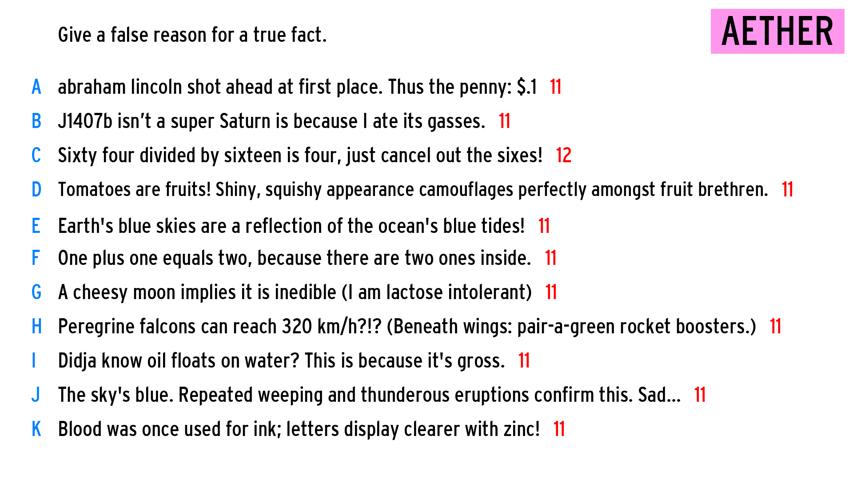 Give a false reason for a true fact.
AETHER
A abraham lincoln shot ahead at first place. Thus the penny: $.1 11
B J1407b isn't a super Saturn is because I ate its gasses. 11
C Sixty four divided by sixteen is four, just cancel out the sixes! 12
D Tomatoes are fruits! Shiny, squishy appearance camouflages perfectly amongst fruit brethren. 11
E Earth's blue skies are a reflection of the ocean's blue tides! 11
F One plus one equals two, because there are two ones inside. 11
G A cheesy moon implies it is inedible (I am lactose intolerant) 11
H Peregrine falcons can reach 320 km/h?!? (Beneath wings: pair-a-green rocket boosters.) 11
I Didja know oil floats on water? This is because it's gross. 11
J The sky's blue. Repeated weeping and thunderous eruptions confirm this. Sad... 11
K Blood was once used for ink; letters display clearer with zinc! 11